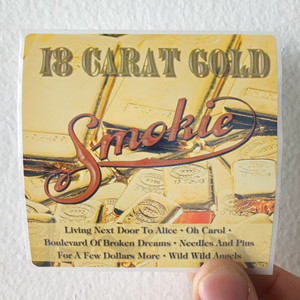 18 CARAT GOLD
Smokie
Living Next Door To Alice • Oh Carol •
Boulevard Of Broken Dreams • Needles And Pins
For A Few Dollars More • Wild Wild Angels